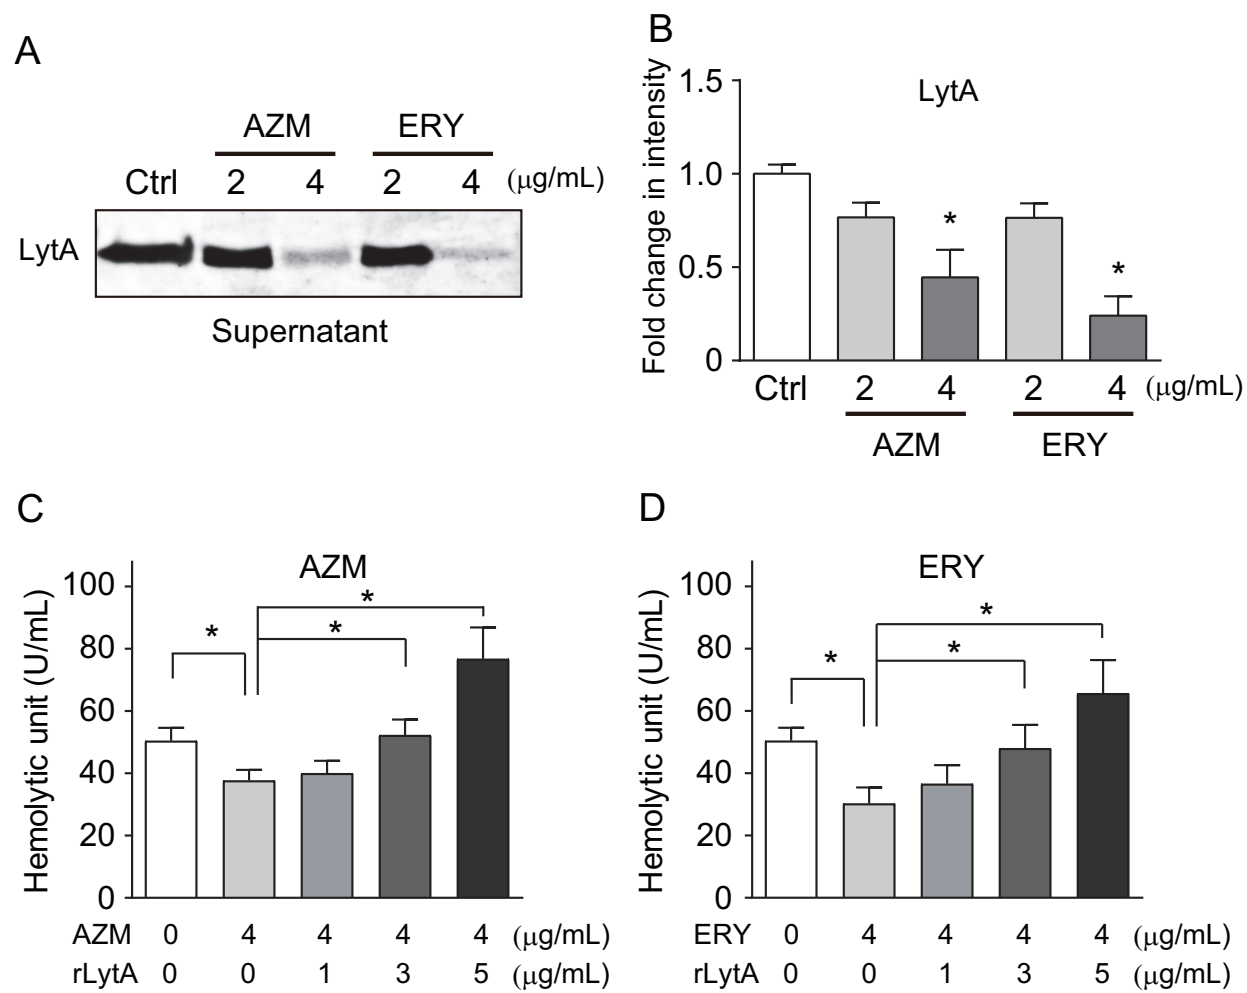 A
AZM ERY
Ctrl 2 4 2 4 (μg/mL)
LytA
Supernatant
B
LytA
Fold change in intensity
1.5
1.0
0.5
0
* *
Ctrl 2 4 2 4 (μg/mL)
AZM ERY
C
AZM
Hemolytic unit (U/mL)
100
80
60
40
20
0
* * *
AZM 0 4 4 4 4 (μg/mL)
rLytA 0 0 1 3 5 (μg/mL)
D
ERY
Hemolytic unit (U/mL)
100
80
60
40
20
0
* * *
ERY 0 4 4 4 4 (μg/mL)
rLytA 0 0 1 3 5 (μg/mL)